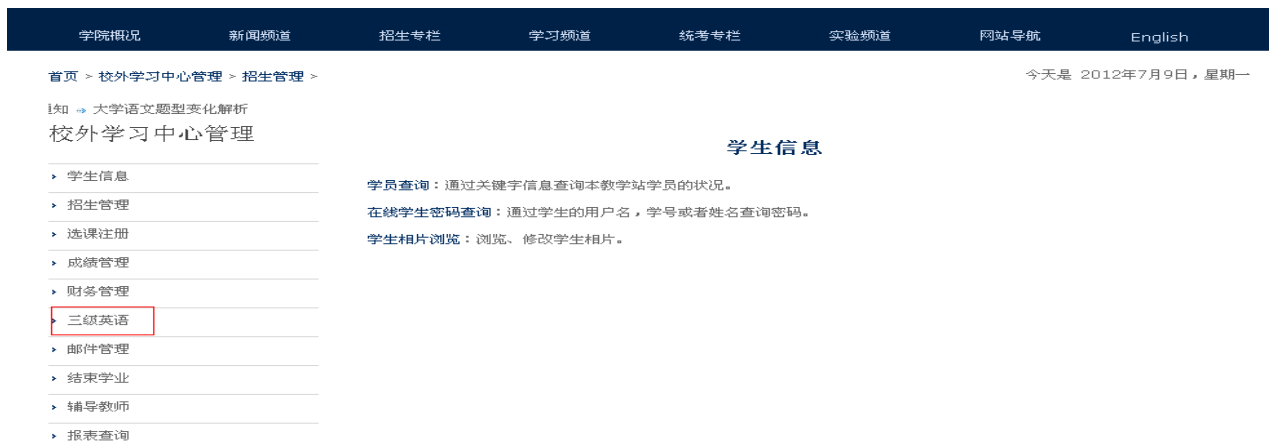 学院概况 新闻频道 招生专栏 学习频道 统考专栏 实验频道 网站导航 English
首页 > 校外学习中心管理 > 招生管理 >
今天是 2012年7月9日，星期一
知 大学语文题型变化解析
校外学习中心管理
学生信息
招生管理
选课注册
成绩管理
财务管理
三级英语
邮件管理
结束学业
辅导教师
报表查询
学生信息
学员查询：通过关键字信息查询本教学站学员的状况。
在线学生密码查询：通过学生的用户名，学号或者姓名查询密码。
学生相片浏览：浏览、修改学生相片。